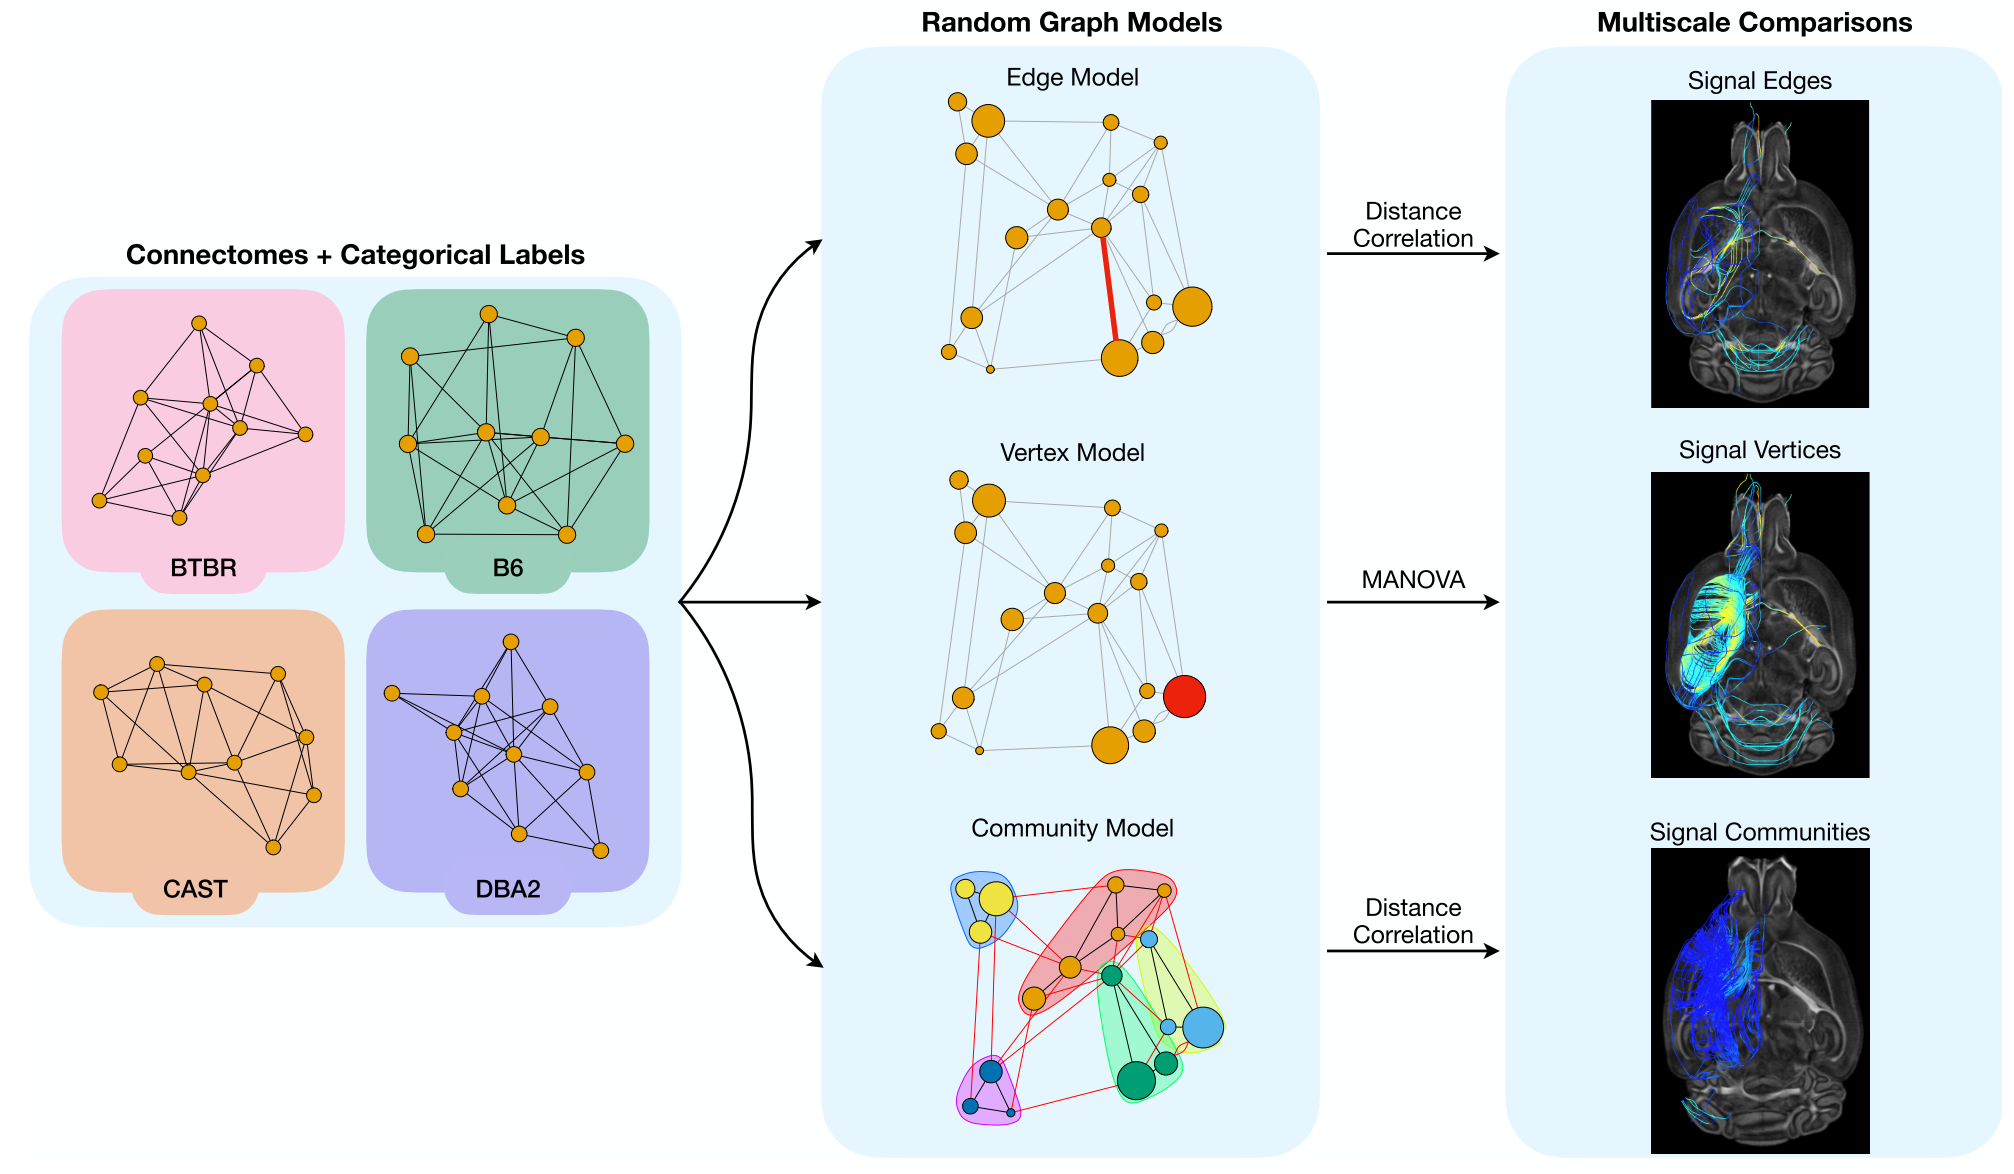 Connectomes + Categorical Labels
BTBR
B6
CAST
DBA2
Random Graph Models
Edge Model
Vertex Model
Community Model
Distance
Correlation
MANOVA
Distance
Correlation
Multiscale Comparisons
Signal Edges
Signal Vertices
Signal Communities